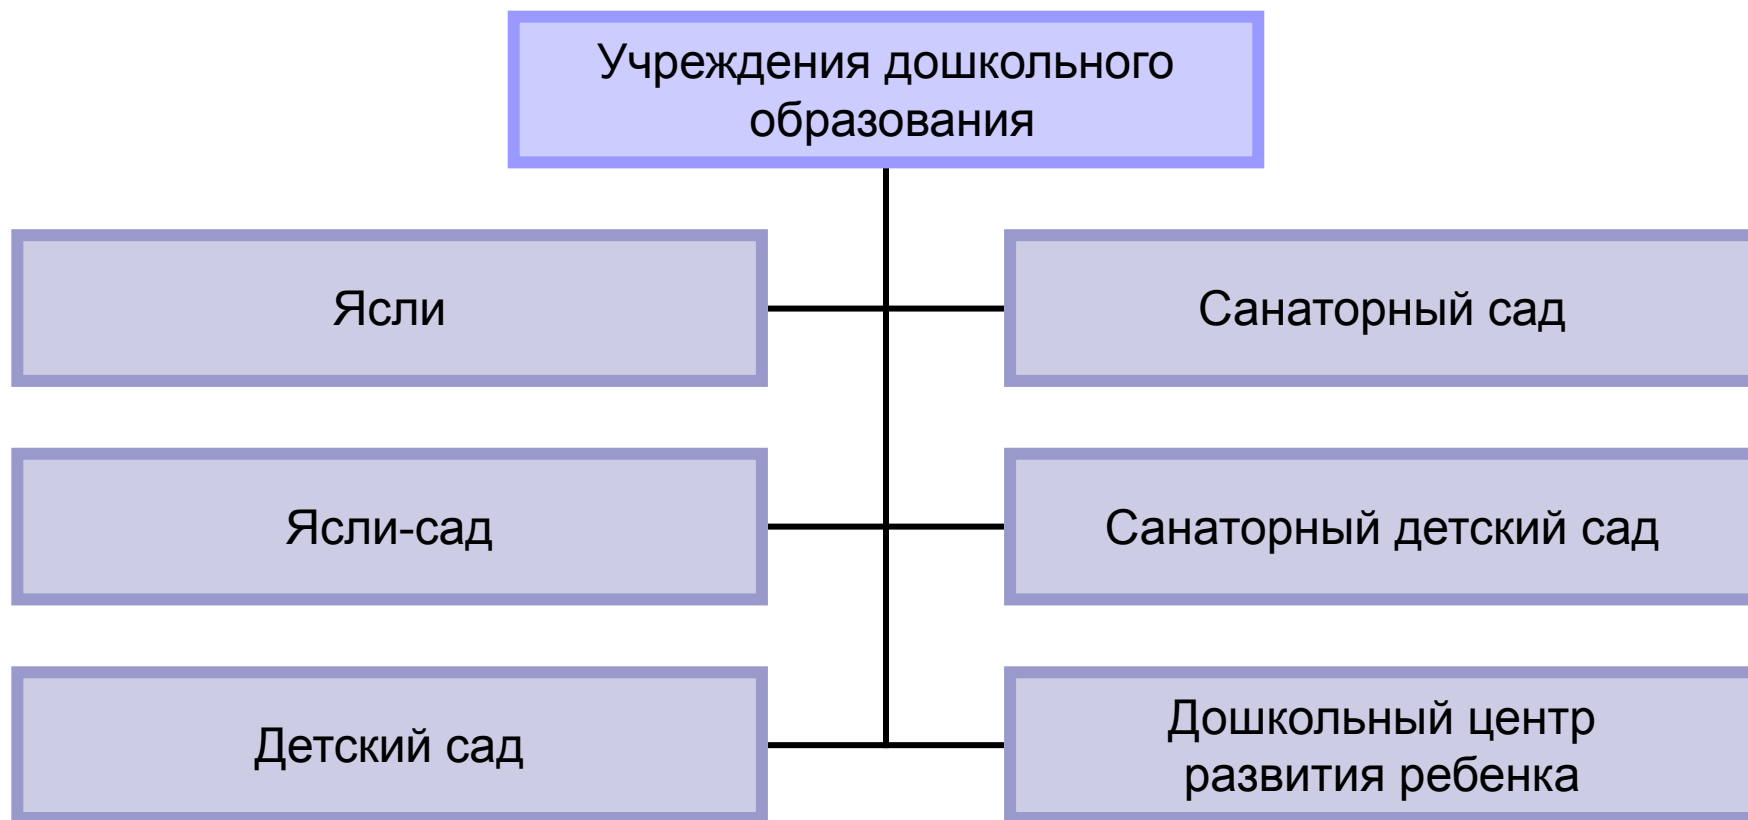 Учреждения дошкольного
образования
Ясли
Санаторный сад
Ясли-сад
Санаторный детский сад
Детский сад
Дошкольный центр
развития ребенка